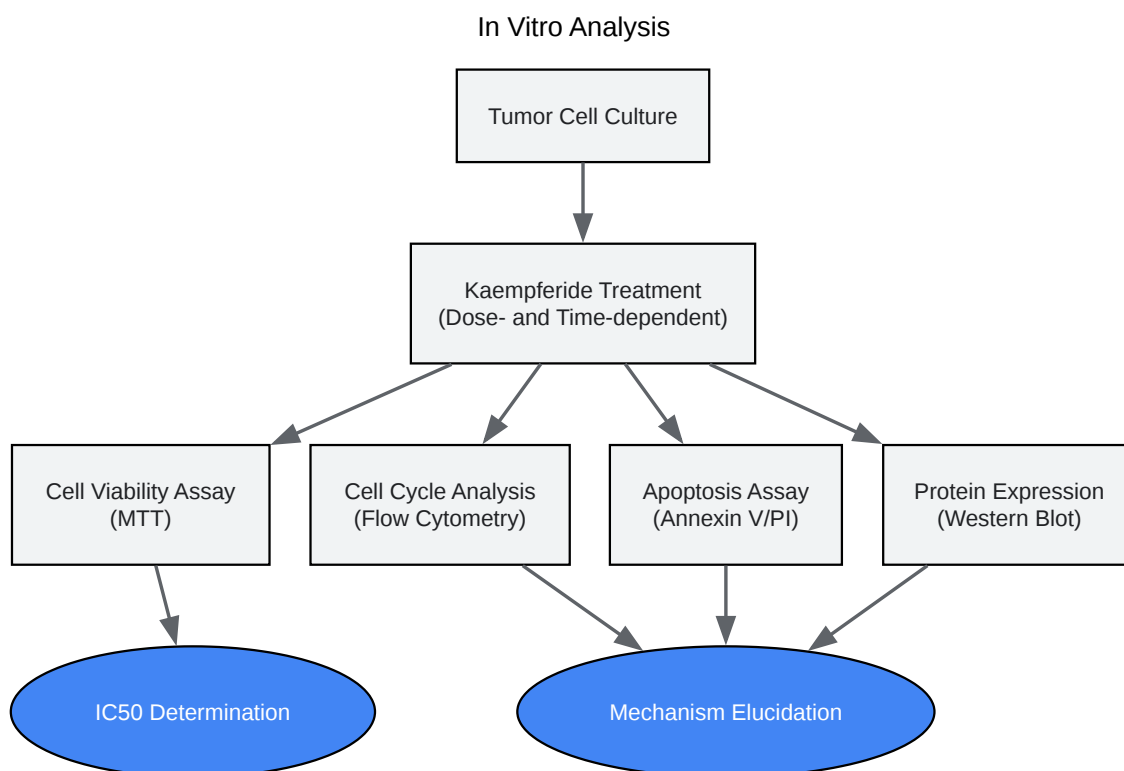 In Vitro Analysis
Tumor Cell Culture
Kaempferide Treatment
(Dose- and Time-dependent)
Cell Viability Assay
(MTT)
Cell Cycle Analysis
(Flow Cytometry)
Apoptosis Assay
(Annexin V/PI)
Protein Expression
(Western Blot)
IC50 Determination
Mechanism Elucidation